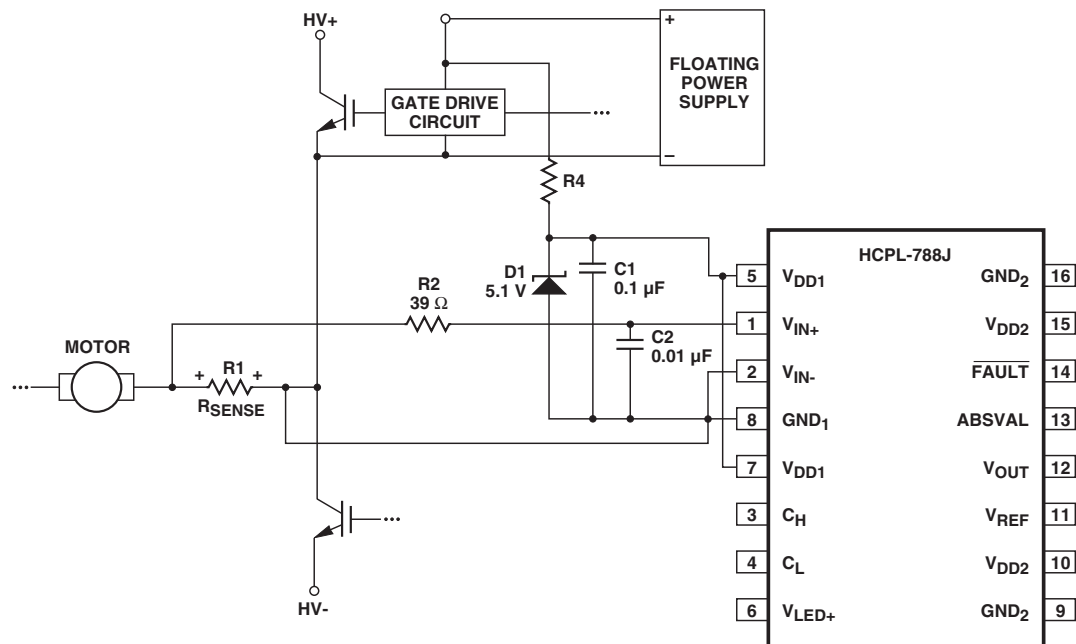 HV+
+
FLOATING
POWER
SUPPLY
−
GATE DRIVE
CIRCUIT
...
R4
HCPL-788J
D1
5.1 V
C1
0.1 µF
R2
39 Ω
C2
0.01 µF
MOTOR
...
+ R1 +
RSENSE
...
HV-
5 VDD1 GND2 16
1 VIN+ VDD2 15
2 VIN- FAULT 14
8 GND1 ABSVAL 13
7 VDD1 VOUT 12
3 CH VREF 11
4 CL VDD2 10
6 VLED+ GND2 9